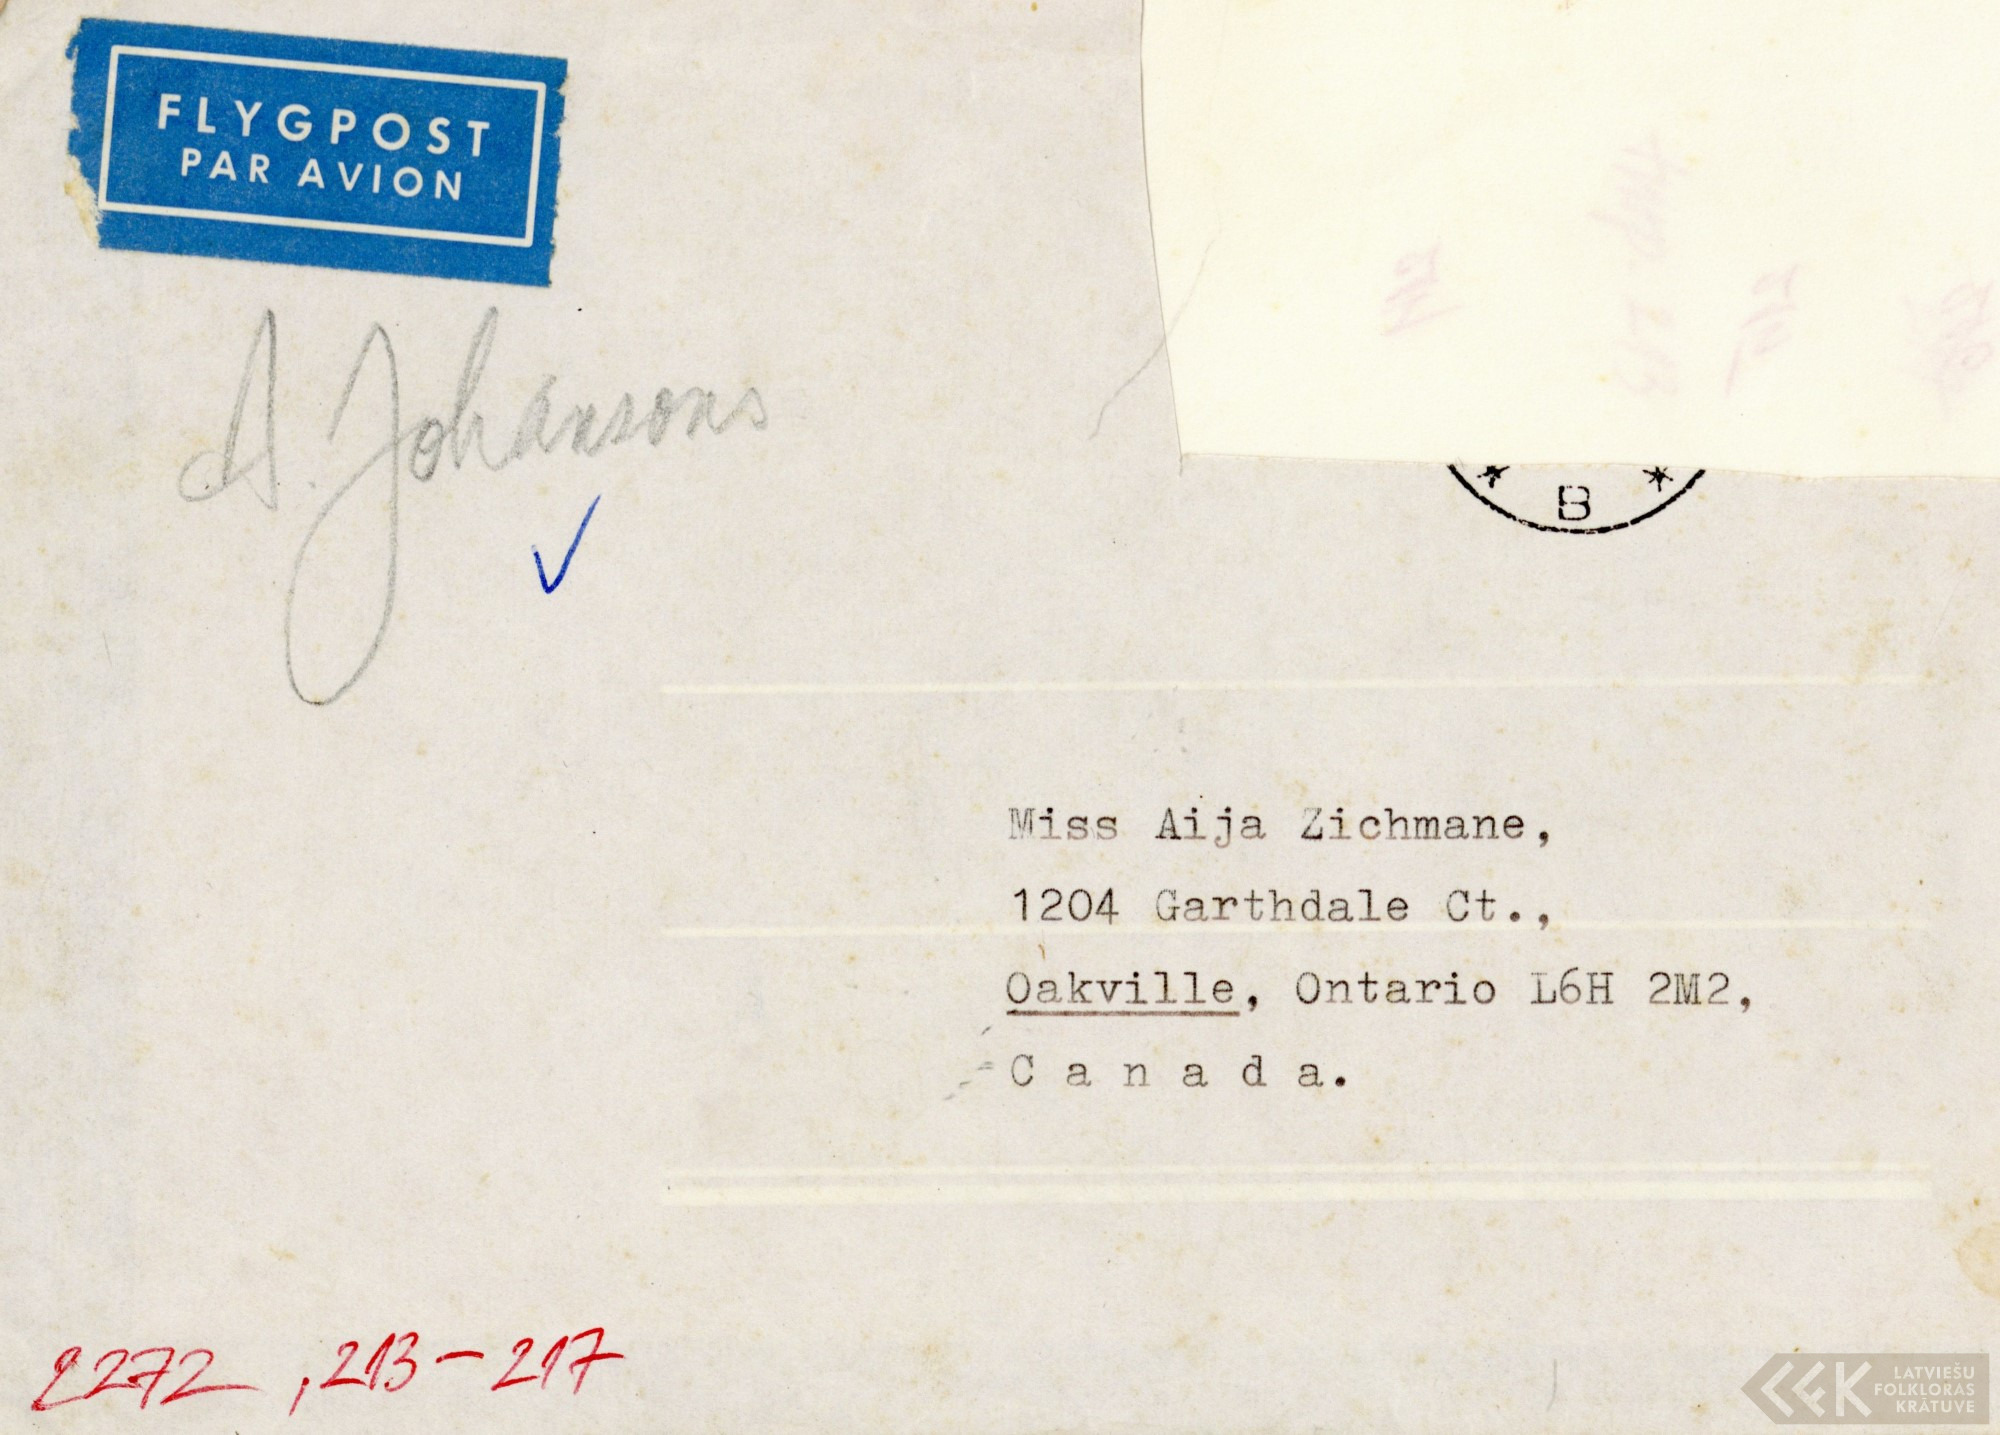 FLYGPOST
PAR AVION
A. Johansons
B
Miss Aija Zichmane,
1204 Garthdale Ct.,
Oakville, Ontario L6H 2M2,
C a n a d a.
2272, 213-217
LFK
LATVIEŠU
FOLKLORAS
KRĀTUVE